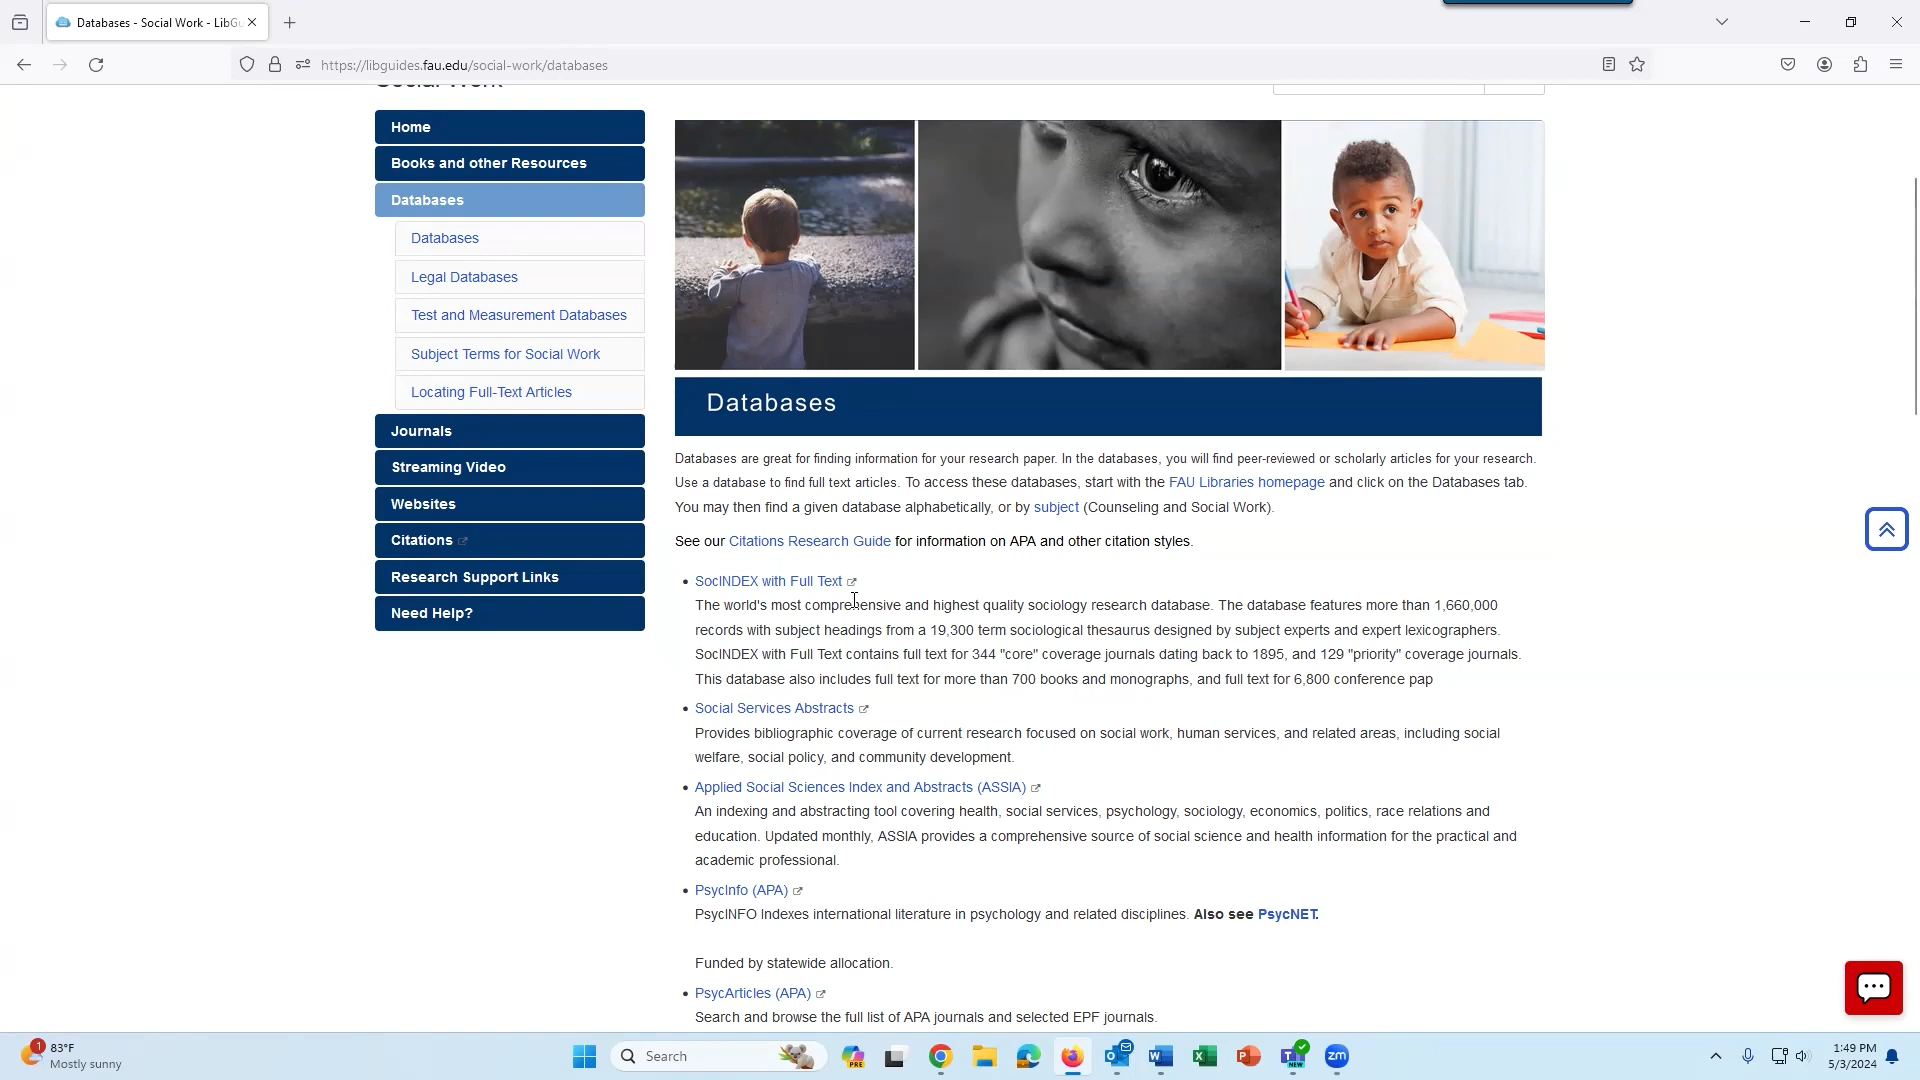 Databases - Social Work - LibGu
https://libguides.fau.edu/social-work/databases
Social Work
Home
Books and other Resources
Databases
Databases
Legal Databases
Test and Measurement Databases
Subject Terms for Social Work
Locating Full-Text Articles
Journals
Streaming Video
Websites
Citations
Research Support Links
Need Help?
Databases
Databases are great for finding information for your research paper. In the databases, you will find peer-reviewed or scholarly articles for your research.
Use a database to find full text articles. To access these databases, start with the FAU Libraries homepage and click on the Databases tab.
You may then find a given database alphabetically, or by subject (Counseling and Social Work).
See our Citations Research Guide for information on APA and other citation styles.
• SocINDEX with Full Text
The world's most comprehensive and highest quality sociology research database. The database features more than 1,660,000
records with subject headings from a 19,300 term sociological thesaurus designed by subject experts and expert lexicographers.
SocINDEX with Full Text contains full text for 344 "core" coverage journals dating back to 1895, and 129 "priority" coverage journals.
This database also includes full text for more than 700 books and monographs, and full text for 6,800 conference pap
• Social Services Abstracts
Provides bibliographic coverage of current research focused on social work, human services, and related areas, including social
welfare, social policy, and community development.
• Applied Social Sciences Index and Abstracts (ASSIA)
An indexing and abstracting tool covering health, social services, psychology, sociology, economics, politics, race relations and
education. Updated monthly, ASSIA provides a comprehensive source of social science and health information for the practical and
academic professional.
• PsycInfo (APA)
PsycINFO Indexes international literature in psychology and related disciplines. Also see PsycNET.
Funded by statewide allocation.
• PsycArticles (APA)
Search and browse the full list of APA journals and selected EPF journals.
1
83°F
Mostly sunny
Search
PRE
NEW
zm
1:49 PM
5/3/2024